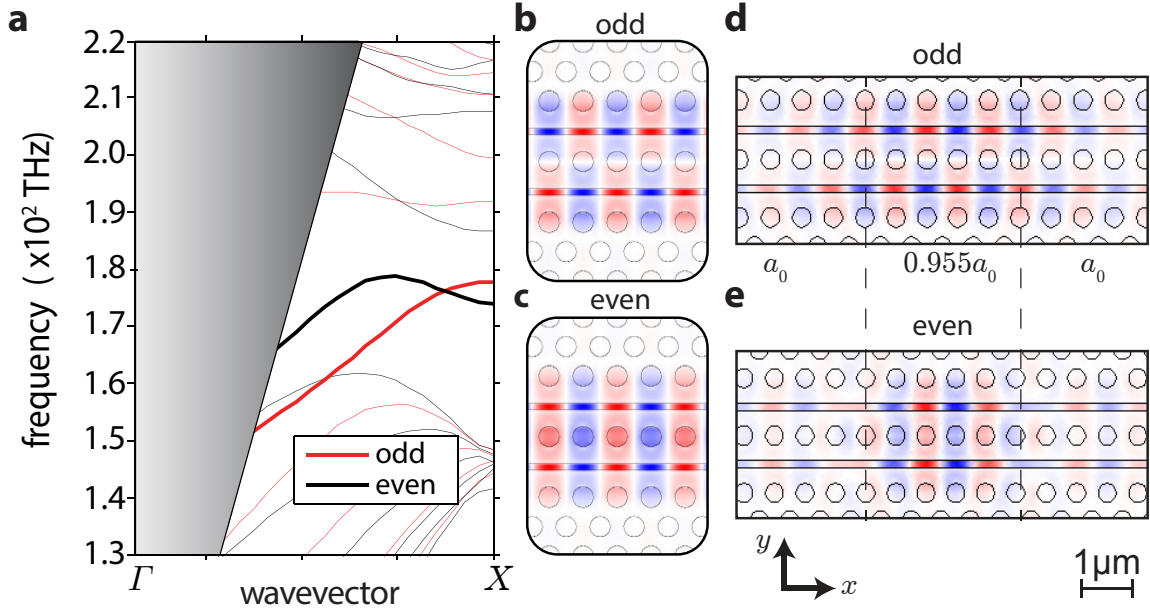 a
2.2
2.1
2.0
1.9
1.8
1.7
1.6
1.5
1.4
1.3
frequency ( x10² THz)
odd
even
Γ
wavevector
X
b
odd
c
even
d
odd
a₀
0.955a₀
a₀
e
even
y
x
1μm